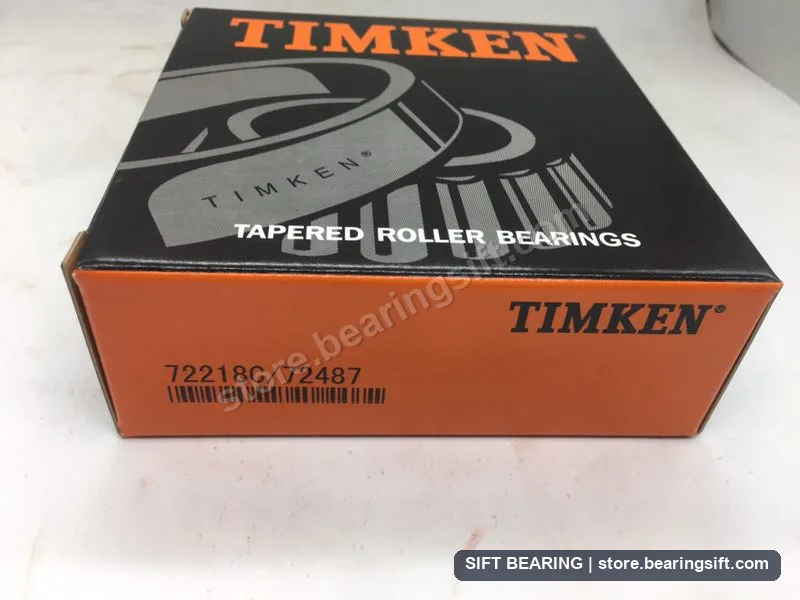 TIMKEN®
TIMKEN®
TAPERED ROLLER BEARINGS
TIMKEN®
72218C/72487
store.bearingsift.com
SIFT BEARING | store.bearingsift.com